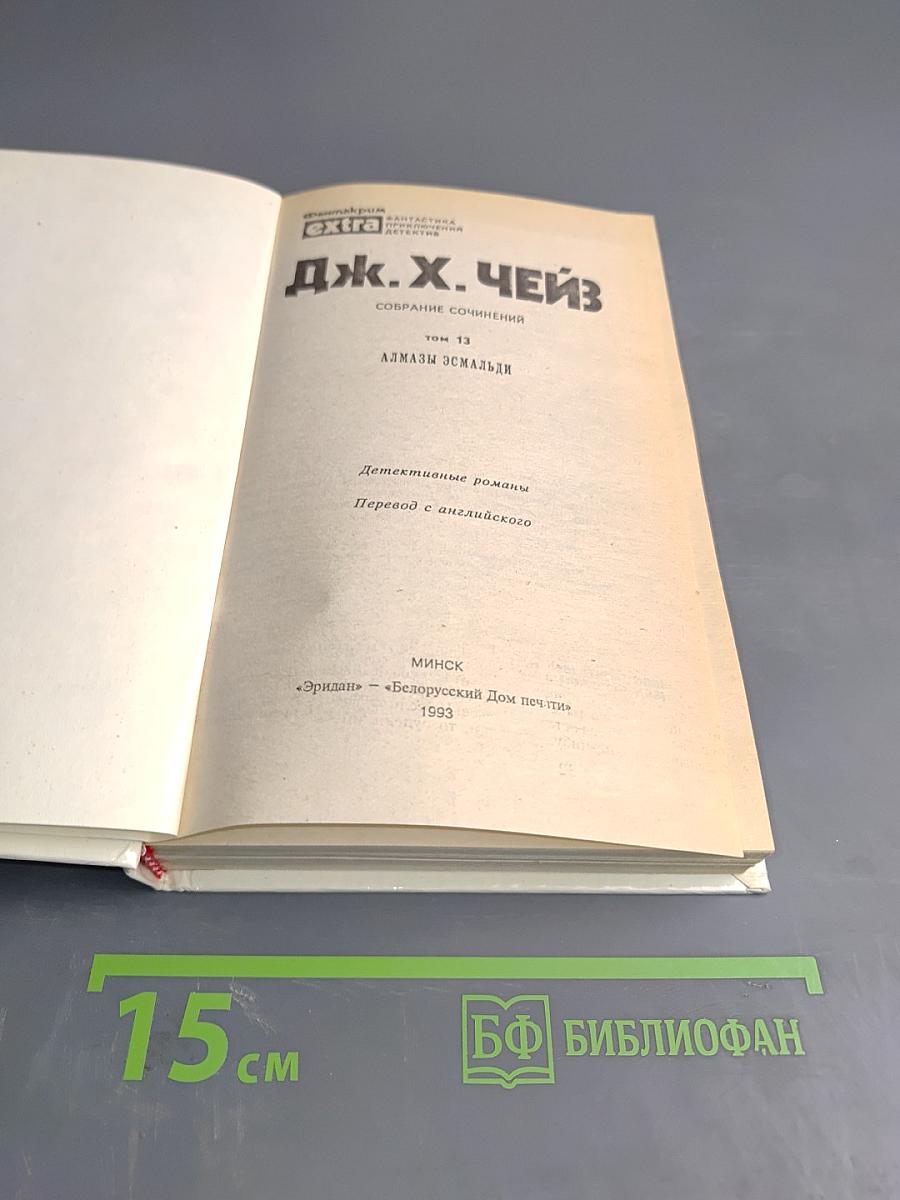 фантакрим
extra ФАНТАСТИКА
ПРИКЛЮЧЕНИЯ
ДЕТЕКТИВ
ДЖ. Х. ЧЕЙЗ
СОБРАНИЕ СОЧИНЕНИЙ
том 13
АЛМАЗЫ ЭСМАЛЬДИ
Детективные романы
Перевод с английского
МИНСК
«Эридан» – «Белорусский Дом печати»
1993
15 см
БФ БИБЛИОФАН